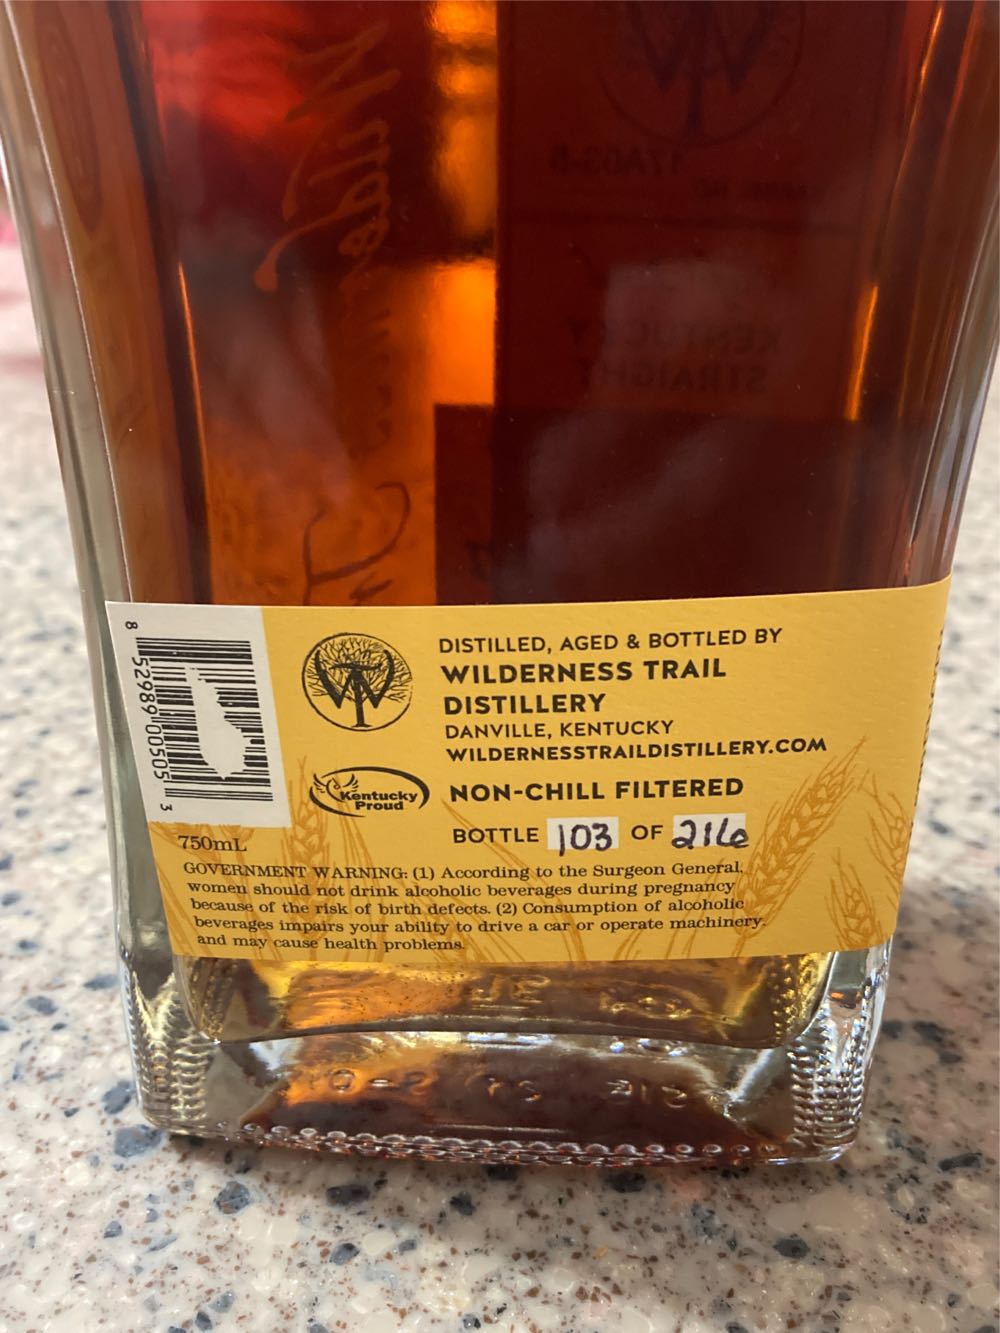 17A03-B
KENTUCKY
STRAIGHT
8 52989 00505 3
DISTILLED, AGED & BOTTLED BY
WILDERNESS TRAIL
DISTILLERY
DANVILLE, KENTUCKY
WILDERNESSTRAILDISTILLERY.COM
Kentucky
Proud
NON-CHILL FILTERED
BOTTLE 103 OF 216
750mL
GOVERNMENT WARNING: (1) According to the Surgeon General,
women should not drink alcoholic beverages during pregnancy
because of the risk of birth defects. (2) Consumption of alcoholic
beverages impairs your ability to drive a car or operate machinery,
and may cause health problems.